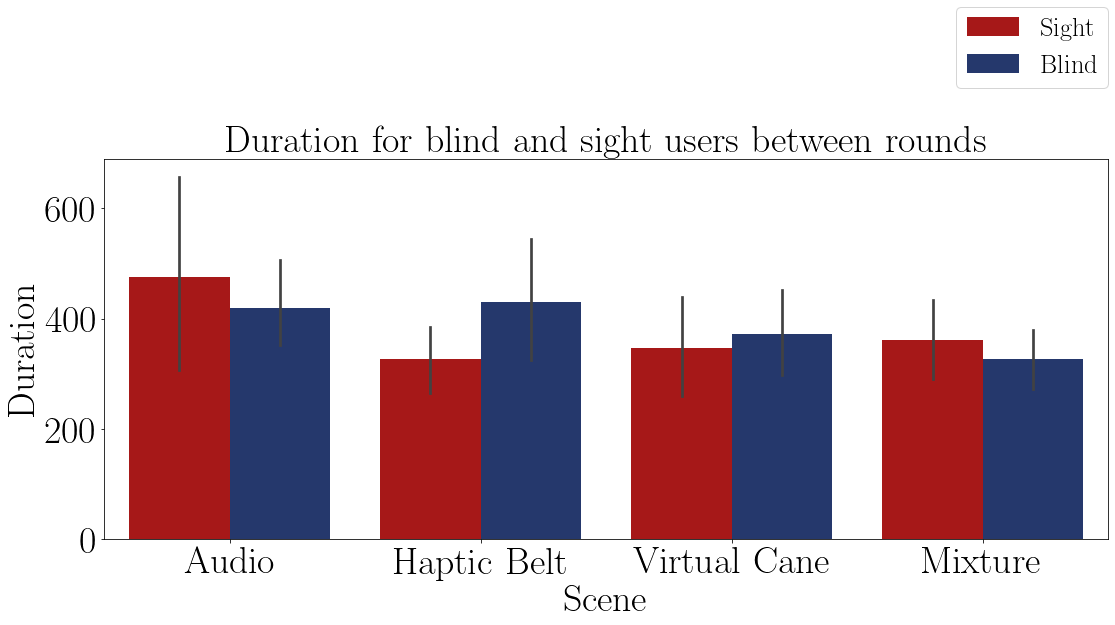 Sight
Blind
Duration for blind and sight users between rounds
600
400
200
0
Duration
Audio Haptic Belt Virtual Cane Mixture
Scene